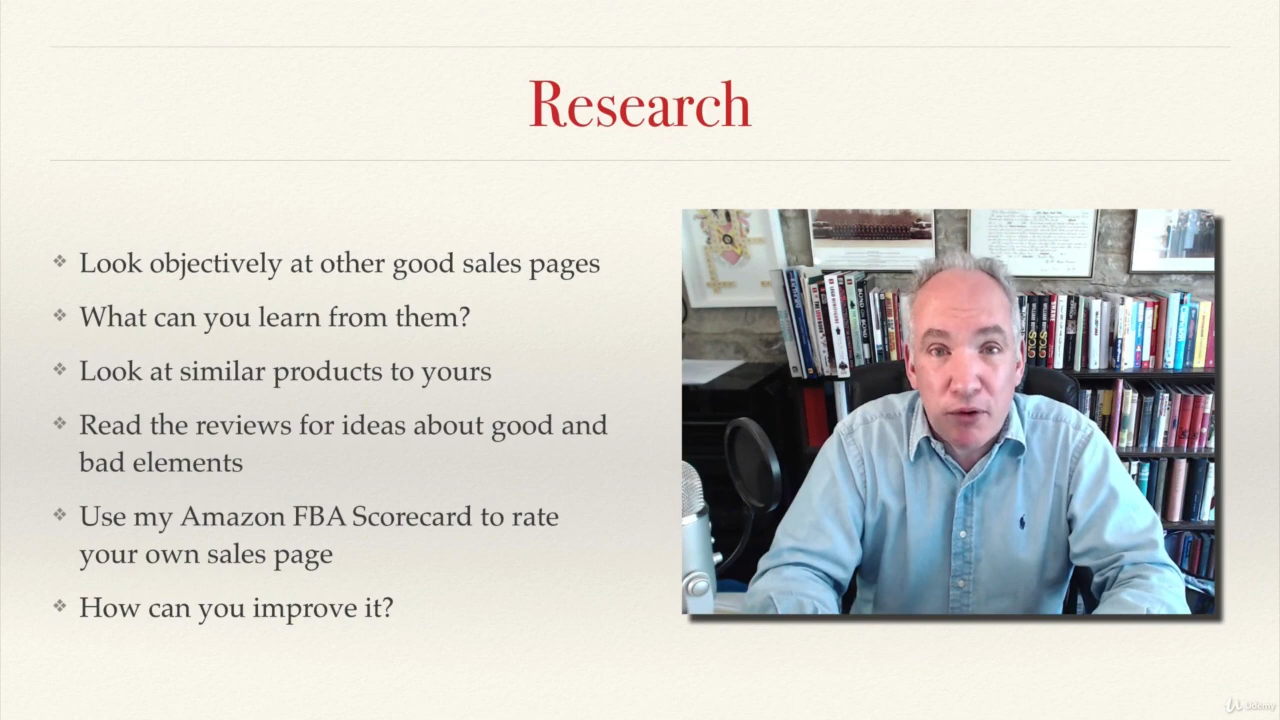 Research
Look objectively at other good sales pages
What can you learn from them?
Look at similar products to yours
Read the reviews for ideas about good and
bad elements
Use my Amazon FBA Scorecard to rate
your own sales page
How can you improve it?
Udemy